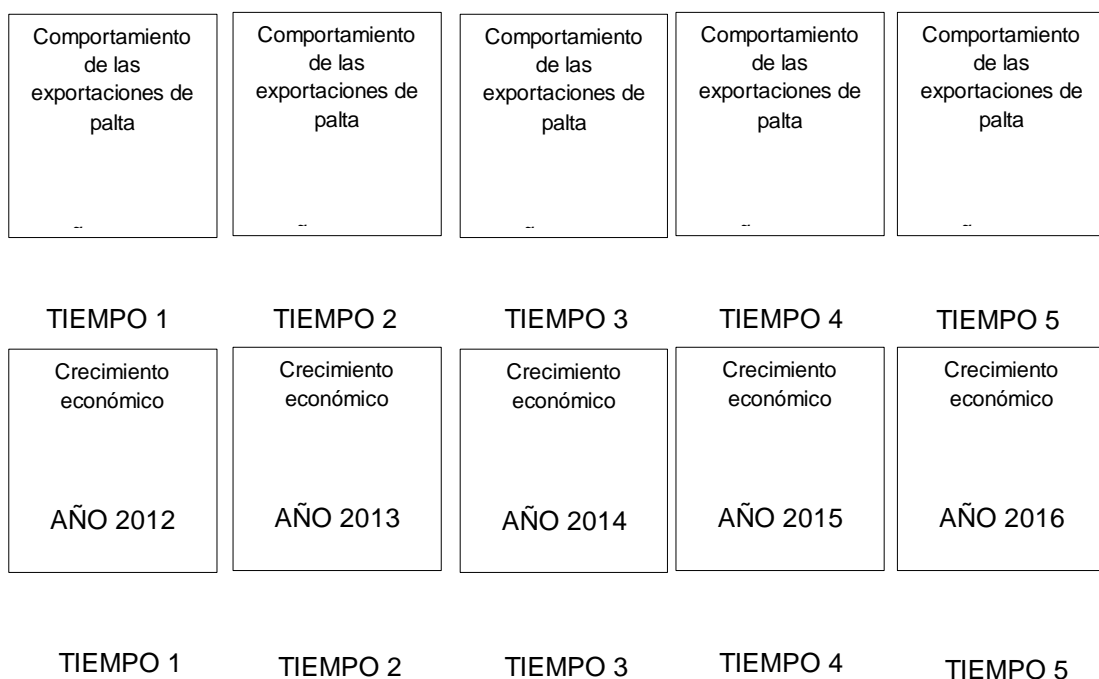 Comportamiento
de las
exportaciones de
palta
Comportamiento
de las
exportaciones de
palta
Comportamiento
de las
exportaciones de
palta
Comportamiento
de las
exportaciones de
palta
Comportamiento
de las
exportaciones de
palta
TIEMPO 1
TIEMPO 2
TIEMPO 3
TIEMPO 4
TIEMPO 5
Crecimiento
económico
AÑO 2012
Crecimiento
económico
AÑO 2013
Crecimiento
económico
AÑO 2014
Crecimiento
económico
AÑO 2015
Crecimiento
económico
AÑO 2016
TIEMPO 1
TIEMPO 2
TIEMPO 3
TIEMPO 4
TIEMPO 5